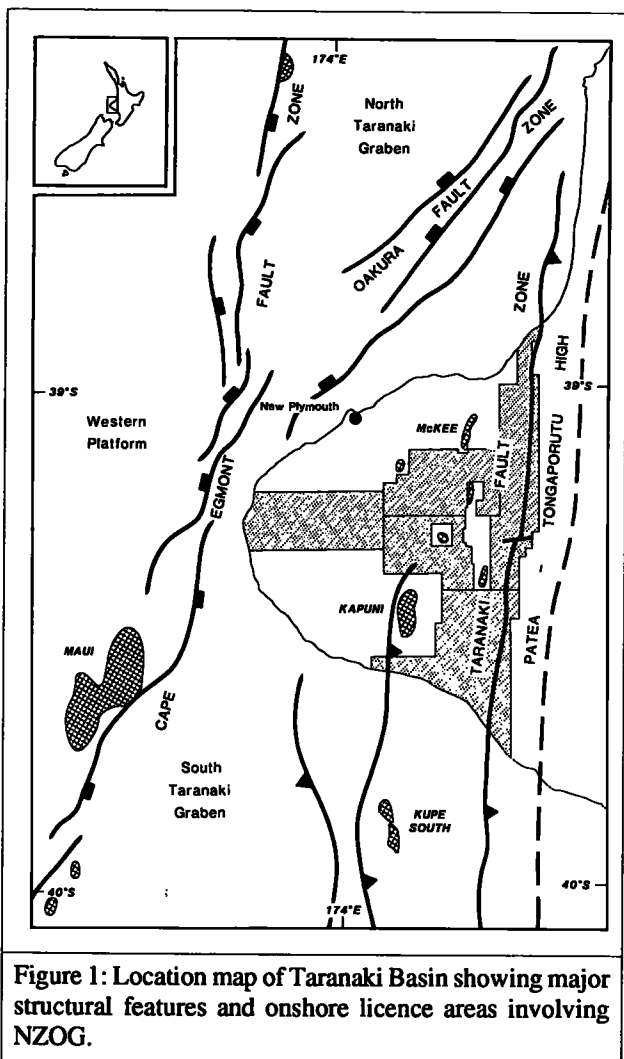 174°E
North
Taranaki
Graben
ZONE
FAULT
OAKURA FAULT ZONE
ZONE
HIGH
39°S
39°S
New Plymouth
Western
Platform
McKEE
FAULT
TONGAPORUTU
EGMONT
KAPUNI
TARANAKI
PATEA
MAUI
CAPE
South
Taranaki
Graben
KUPE
SOUTH
40°S
174°E
40°S
Figure 1: Location map of Taranaki Basin showing major
structural features and onshore licence areas involving
NZOG.